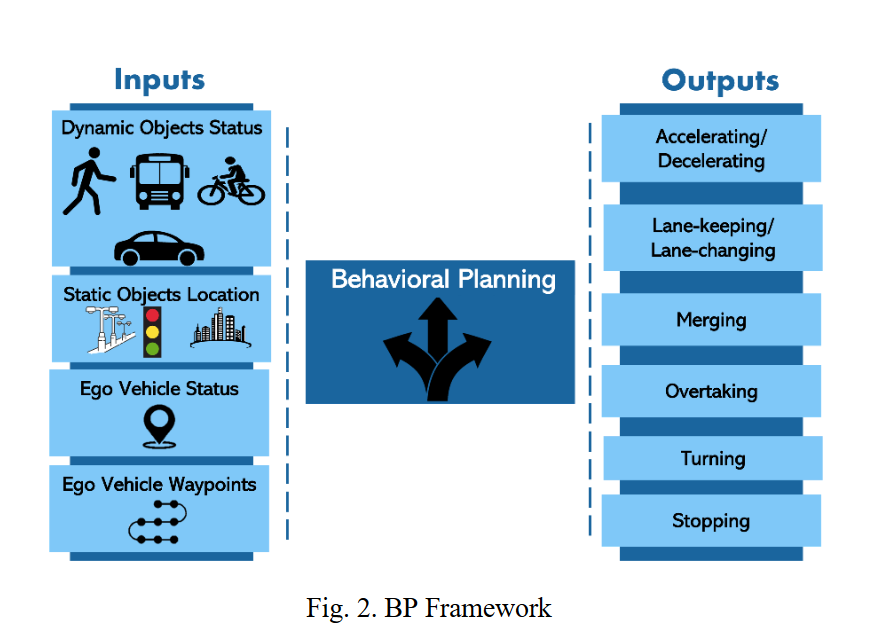 Inputs
Dynamic Objects Status
Static Objects Location
Ego Vehicle Status
Ego Vehicle Waypoints
Behavioral Planning
Outputs
Accelerating/
Decelerating
Lane-keeping/
Lane-changing
Merging
Overtaking
Turning
Stopping
Fig. 2. BP Framework